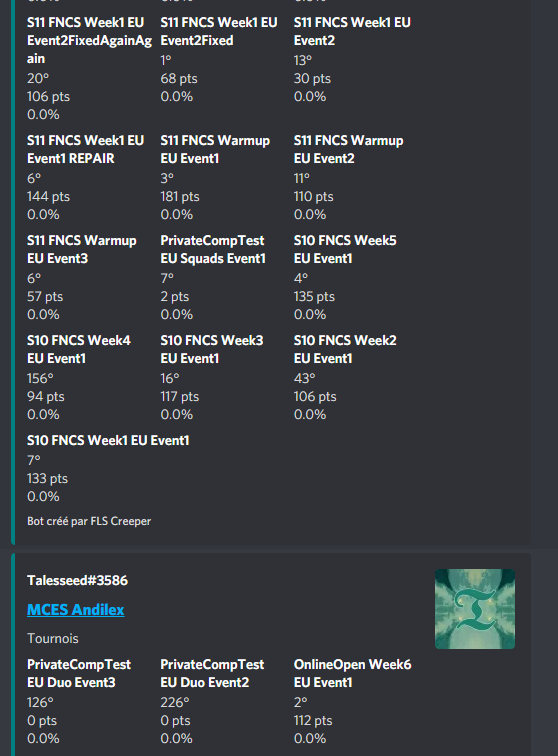 S11 FNCS Week1 EU
Event2FixedAgainAg
ain
20°
106 pts
0.0%
S11 FNCS Week1 EU
Event2Fixed
1°
68 pts
0.0%
S11 FNCS Week1 EU
Event2
13°
30 pts
0.0%
S11 FNCS Week1 EU
Event1 REPAIR
6°
144 pts
0.0%
S11 FNCS Warmup
EU Event1
3°
181 pts
0.0%
S11 FNCS Warmup
EU Event2
11°
110 pts
0.0%
S11 FNCS Warmup
EU Event3
6°
57 pts
0.0%
PrivateCompTest
EU Squads Event1
7°
2 pts
0.0%
S10 FNCS Week5
EU Event1
4°
135 pts
0.0%
S10 FNCS Week4
EU Event1
156°
94 pts
0.0%
S10 FNCS Week3
EU Event1
16°
117 pts
0.0%
S10 FNCS Week2
EU Event1
43°
106 pts
0.0%
S10 FNCS Week1 EU Event1
7°
133 pts
0.0%
Bot créé par FLS Creeper
Talesseed#3586
MCES Andilex
Tournois
PrivateCompTest
EU Duo Event3
126°
0 pts
0.0%
PrivateCompTest
EU Duo Event2
226°
0 pts
0.0%
OnlineOpen Week6
EU Event1
2°
112 pts
0.0%